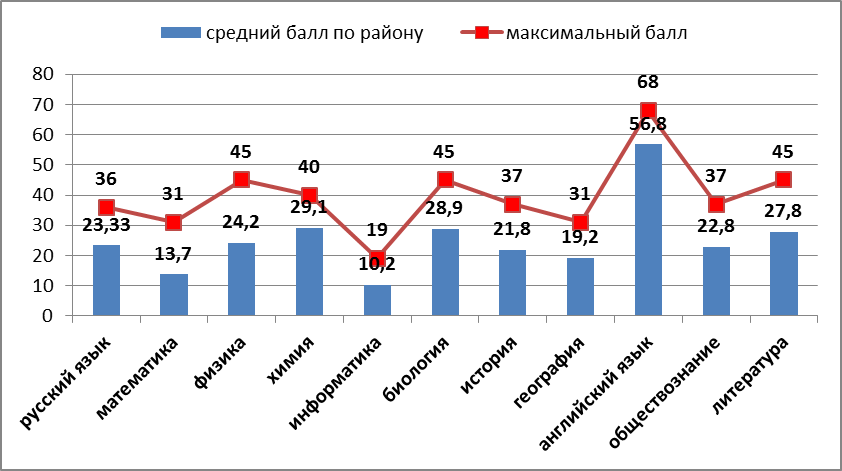 средний балл по району
максимальный балл
80
70
60
50
40
30
20
10
0
36
31
45
40
19
45
37
31
68
37
45
23,33
13,7
24,2
29,1
10,2
28,9
21,8
19,2
56,8
22,8
27,8
русский язык
математика
физика
химия
информатика
биология
история
география
английский язык
обществознание
литература